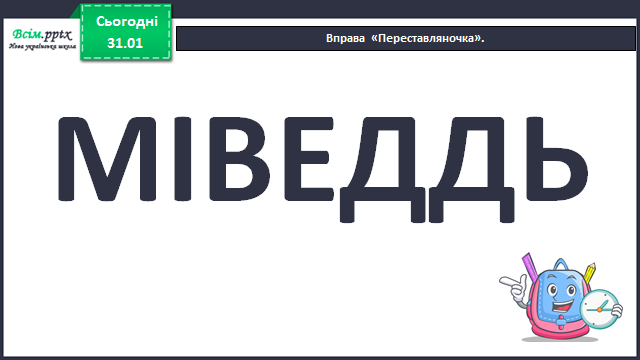 Всім.pptx
Нова українська школа
Сьогодні
31.01
Вправа «Переставляночка».
МІВЕДДЬ